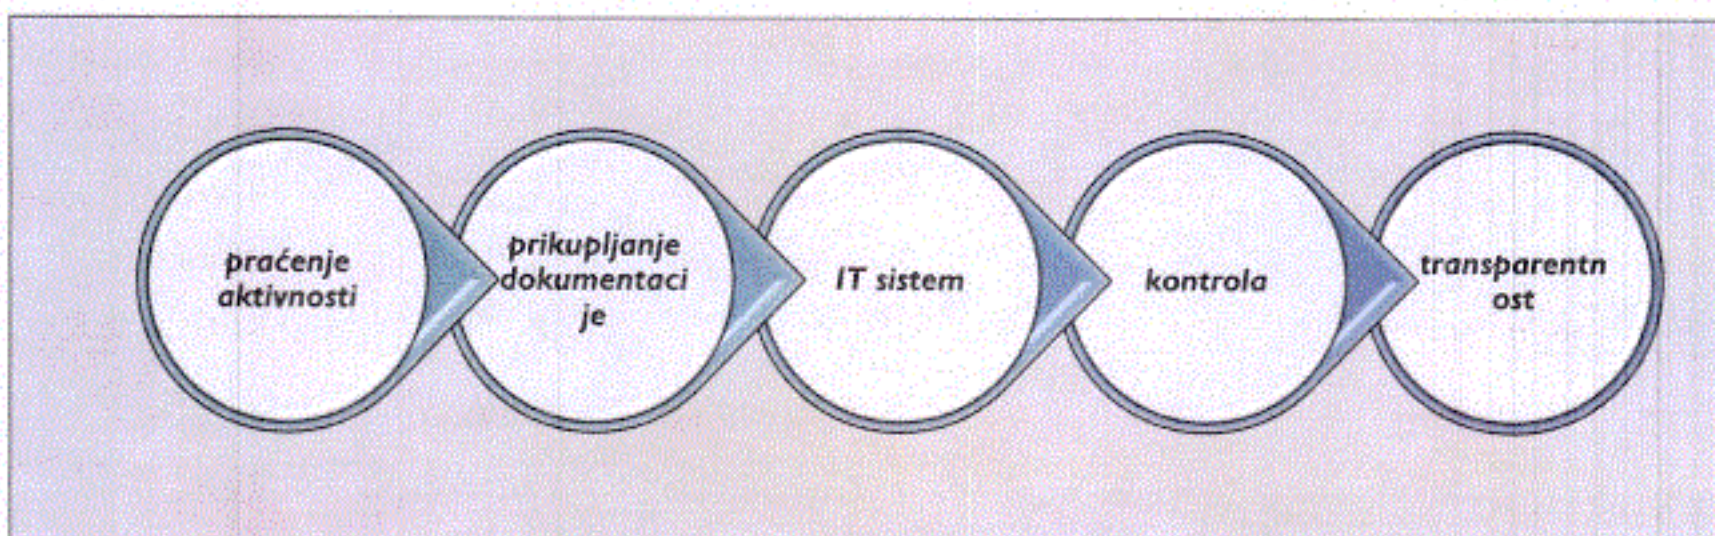 praćenje
aktivnosti
prikupljanje
dokumentaci
je
IT sistem
kontrola
transparentn
ost